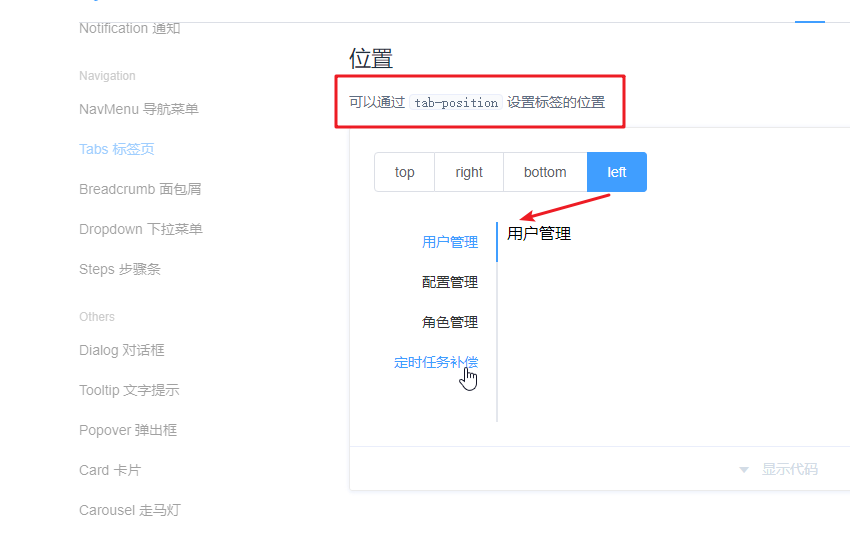 Notification 通知
Navigation
NavMenu 导航菜单
Tabs 标签页
Breadcrumb 面包屑
Dropdown 下拉菜单
Steps 步骤条
Others
Dialog 对话框
Tooltip 文字提示
Popover 弹出框
Card 卡片
Carousel 走马灯
位置
可以通过 tab-position 设置标签的位置
top right bottom left
用户管理
配置管理
角色管理
定时任务补偿
用户管理
显示代码